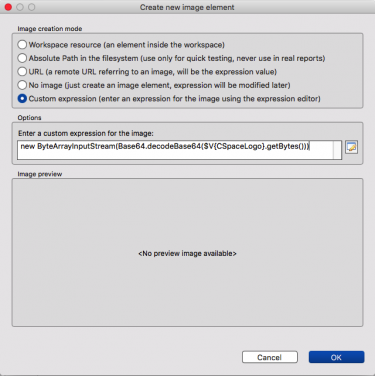 Create new image element
Image creation mode
Workspace resource (an element inside the workspace)
Absolute Path in the filesystem (use only for quick testing, never use in real reports)
URL (a remote URL referring to an image, will be the expression value)
No image (just create an image element, expression will be modified later)
Custom expression (enter an expression for the image using the expression editor)
Options
Enter a custom expression for the image:
new ByteArrayInputStream(Base64.decodeBase64($V{CSpaceLogo}.getBytes()))
Image preview
<No preview image available>
Cancel
OK